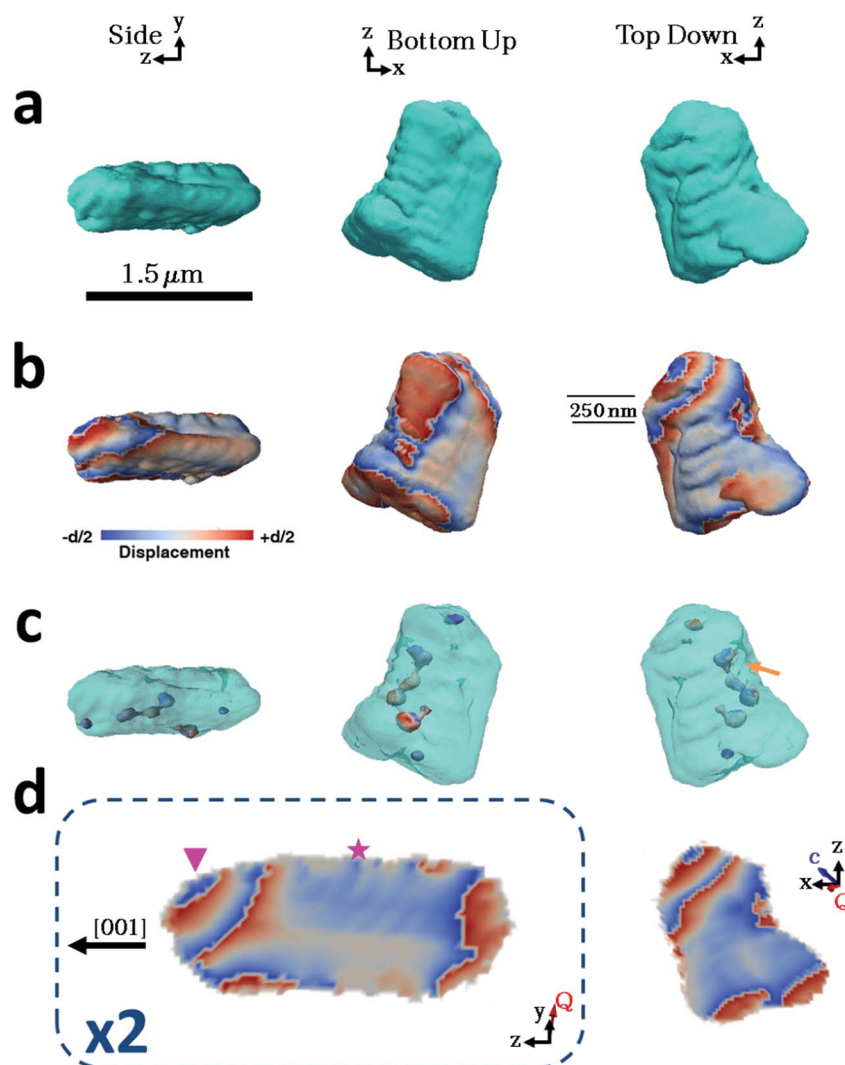 Side
y
z
z
x
Bottom Up
Top Down
z
x
a
1.5 μm
b
250 nm
-d/2
+d/2
Displacement
c
d
[001]
x2
y
Q
z
z
c
x
Q